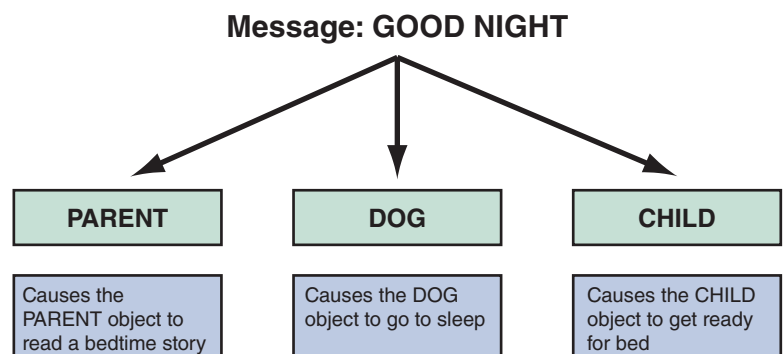 Message: GOOD NIGHT
PARENT
DOG
CHILD
Causes the
PARENT object to
read a bedtime story
Causes the DOG
object to go to sleep
Causes the CHILD
object to get ready
for bed